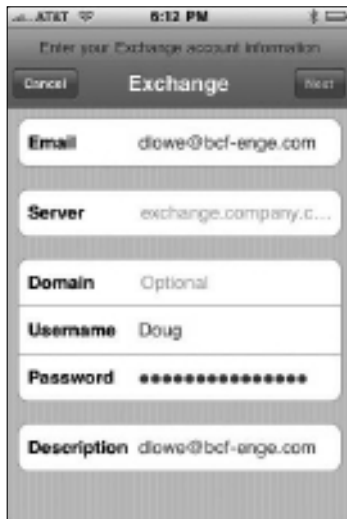 AT&T 6:12 PM
Enter your Exchange account information
Cancel Exchange Next
Email dlowe@bcf-enge.com
Server exchange.company.c...
Domain Optional
Username Doug
Password ●●●●●●●●●●●●●●●
Description dlowe@bcf-enge.com